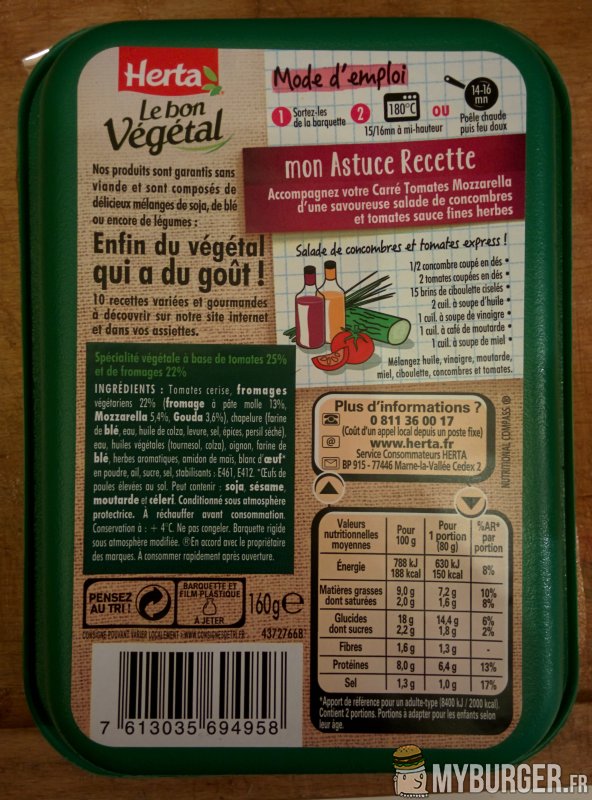 Herta
Le bon
Végétal
Nos produits sont garantis sans
viande et sont composés de
délicieux mélanges de soja, de blé
ou encore de légumes :
Enfin du végétal
qui a du goût !
10 recettes variées et gourmandes
à découvrir sur notre site internet
et dans vos assiettes.
Mode d'emploi
1 Sortez-les
de la barquette
2 180°C
15/16mn à mi-hauteur
OU
14-16
mn
Poêle chaude
puis feu doux
mon Astuce Recette
Accompagnez votre Carré Tomates Mozzarella
d'une savoureuse salade de concombres
et tomates sauce fines herbes
Salade de concombres et tomates express !
1/2 concombre coupé en dés •
2 tomates coupées en dés •
15 brins de ciboulette ciselés •
2 cuil. à soupe d'huile •
1 cuil. à soupe de vinaigre •
1 cuil. à café de moutarde •
1 cuil. à soupe de miel •
Mélangez huile, vinaigre, moutarde,
miel, ciboulette, concombres et tomates.
Spécialité végétale à base de tomates 25%
et de fromages 22%
INGRÉDIENTS : Tomates cerise, fromages
végétariens 22% (fromage à pâte molle 13%,
Mozzarella 5,4%, Gouda 3,6%), chapelure (farine
de blé, eau, huile de colza, levure, sel, épices, persil séché),
eau, huiles végétales (tournesol, colza), oignon, farine de
blé, herbes aromatiques, amidon de maïs, blanc d'œuf*
en poudre, ail, sucre, sel, stabilisants : E461, E412. *Œufs de
poules élevées au sol. Peut contenir : soja, sésame,
moutarde et céleri. Conditionné sous atmosphère
protectrice. À réchauffer avant consommation.
Conservation à : + 4°C. Ne pas congeler. Barquette rigide
sous atmosphère modifiée. ®En accord avec le propriétaire
des marques. À consommer rapidement après ouverture.
Plus d'informations ?
0 811 36 00 17
(Coût d'un appel local depuis un poste fixe)
@ www.herta.fr
Service Consommateurs HERTA
BP 915 - 77446 Marne-la-Vallée Cedex 2
NUTRITIONAL COMPASS ®
Valeurs nutritionnelles moyennes Pour 100 g Pour 1 portion (80 g) %AR* par portion
Énergie 788 kJ 188 kcal 630 kJ 150 kcal 8%
Matières grasses 9,0 g 7,2 g 10%
dont saturées 2,0 g 1,6 g 8%
Glucides 18 g 14,4 g 6%
dont sucres 2,2 g 1,8 g 2%
Fibres 1,6 g 1,3 g -
Protéines 8,0 g 6,4 g 13%
Sel 1,3 g 1,0 g 17%
*Apport de référence pour un adulte-type (8400 kJ / 2000 kcal).
Contient 2 portions. Portions à adapter pour les enfants selon
leur âge.
PENSEZ
AU TRI !
BARQUETTE ET
FILM PLASTIQUE
À JETER
160g e
CONSIGNE POUVANT VARIER LOCALEMENT > WWW.CONSIGNESDETRI.FR
43727668
7 613035 694958
MYBURGER.FR